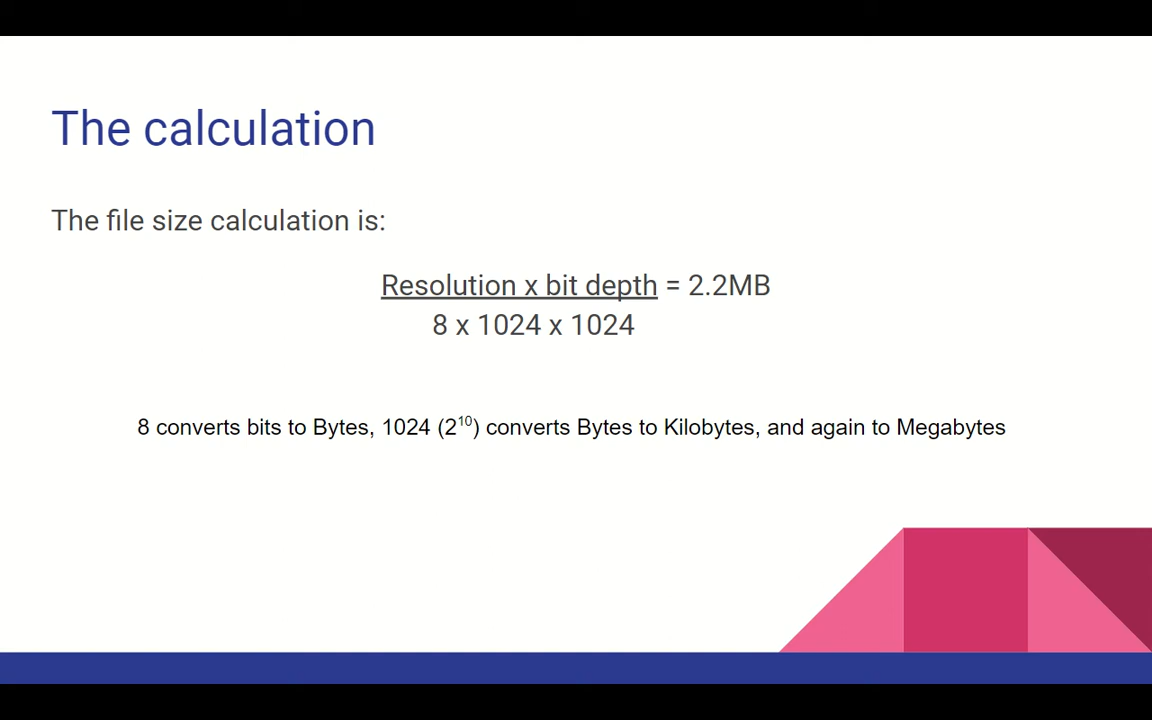 The calculation
The file size calculation is:
Resolution x bit depth = 2.2MB
8 x 1024 x 1024
8 converts bits to Bytes, 1024 (2¹⁰) converts Bytes to Kilobytes, and again to Megabytes